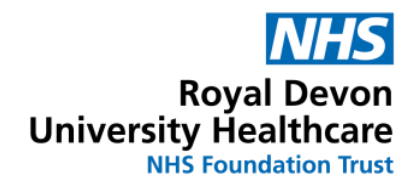 NHS
Royal Devon
University Healthcare
NHS Foundation Trust